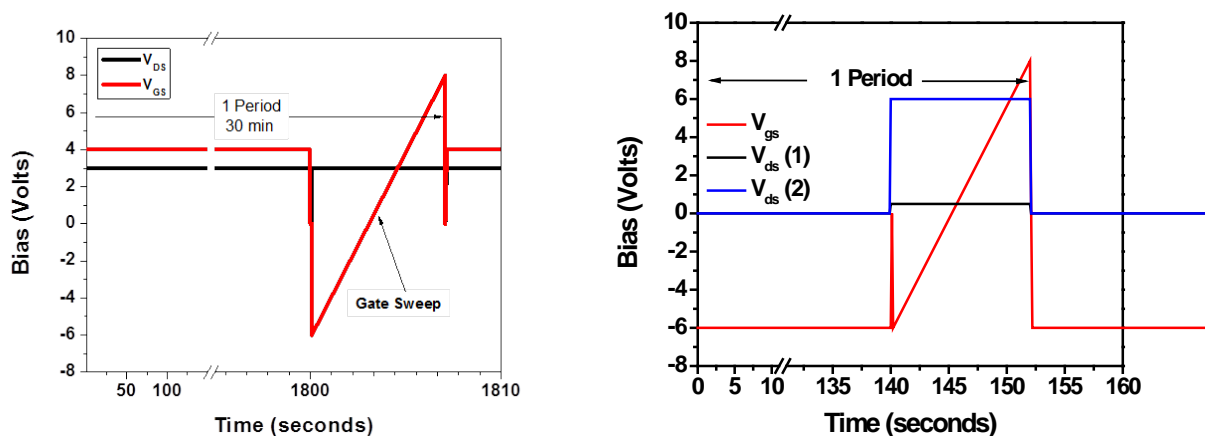 10
8
6
4
2
0
-2
-4
-6
-8
Bias (Volts)
V_DS
V_GS
1 Period
30 min
Gate Sweep
50 100 1800 1810
Time (seconds)
10
8
6
4
2
0
-2
-4
-6
-8
Bias (Volts)
1 Period
V_gs
V_ds (1)
V_ds (2)
0 5 10 135 140 145 150 155 160
Time (seconds)